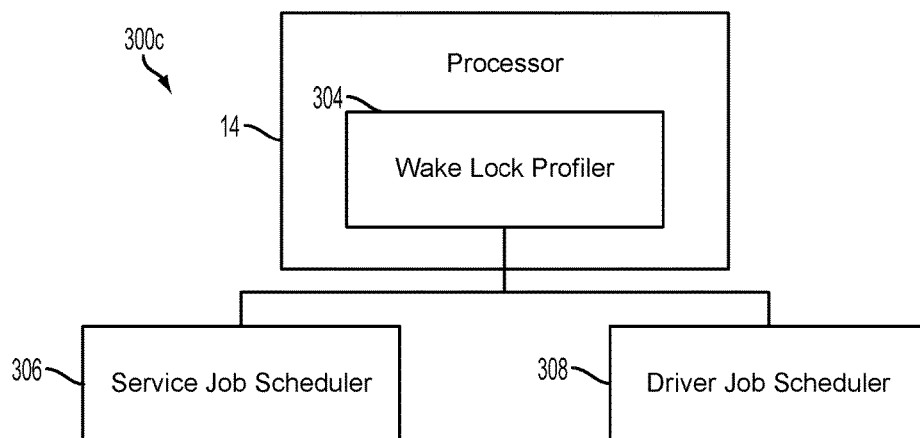 300c
Processor
304
14
Wake Lock Profiler
306
Service Job Scheduler
308
Driver Job Scheduler